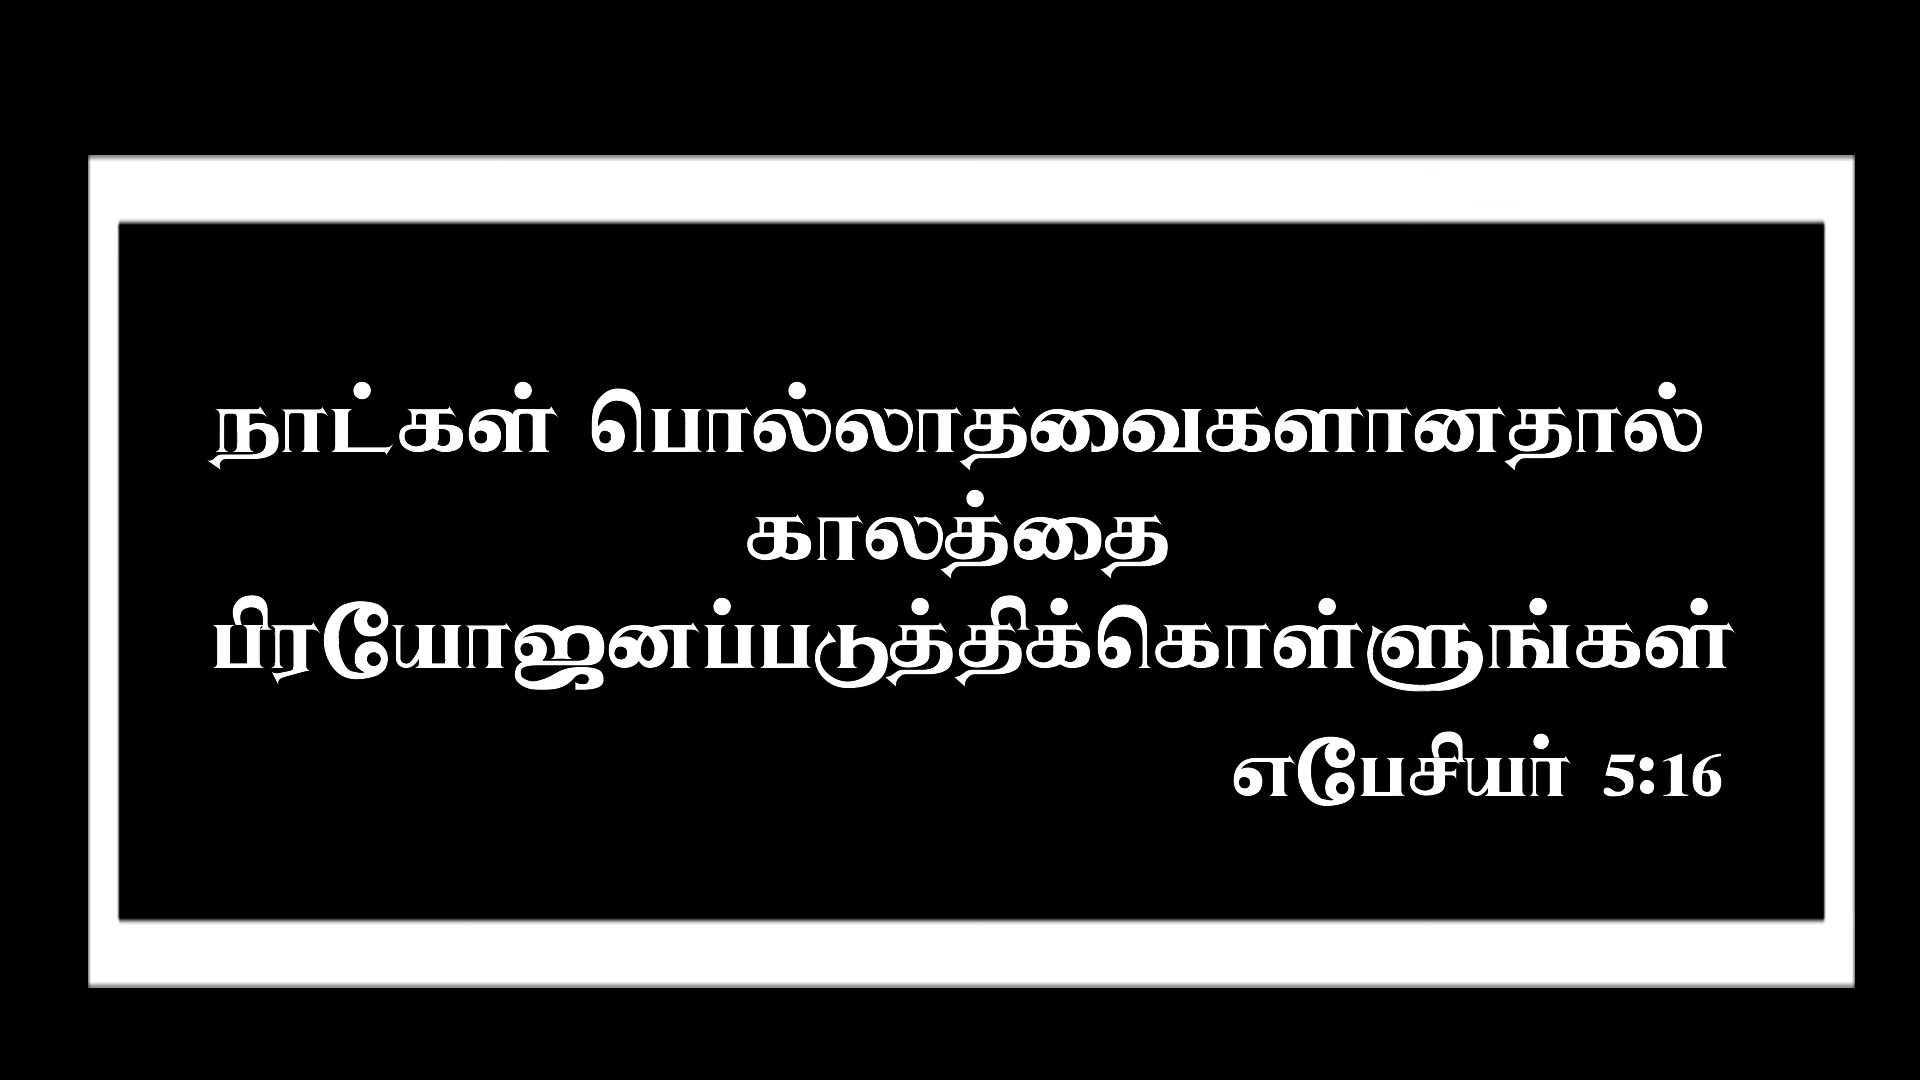 நாட்கள் பொல்லாதவைகளானதால்
காலத்தை
பிரயோஜனப்படுத்திக்கொள்ளுங்கள்
எபேசியர் 5:16